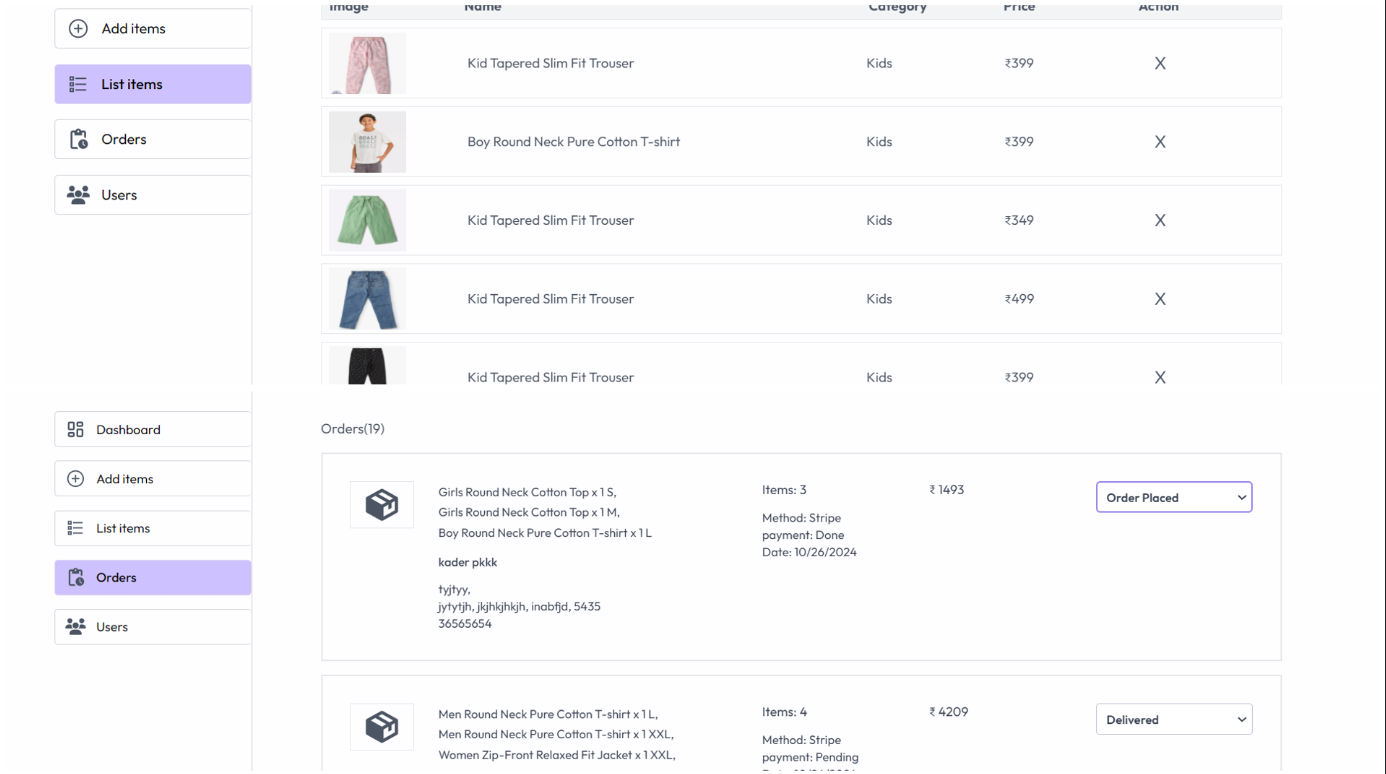 Image Name Category Price Action
Add items
Kid Tapered Slim Fit Trouser Kids ₹399 X
List items
Orders
Boy Round Neck Pure Cotton T-shirt Kids ₹399 X
Users
Kid Tapered Slim Fit Trouser Kids ₹349 X
Kid Tapered Slim Fit Trouser Kids ₹499 X
Kid Tapered Slim Fit Trouser Kids ₹399 X
Dashboard
Add items
List items
Orders
Users
Orders(19)
Girls Round Neck Cotton Top x 1 S,
Girls Round Neck Cotton Top x 1 M,
Boy Round Neck Pure Cotton T-shirt x 1 L
kader pkkk
tyjtyy,
jytytjh, jkjhkjhkjh, inabfjd, 5435
36565654
Items: 3
Method: Stripe
payment: Done
Date: 10/26/2024
₹ 1493
Order Placed
Men Round Neck Pure Cotton T-shirt x 1 L,
Men Round Neck Pure Cotton T-shirt x 1 XXL,
Women Zip-Front Relaxed Fit Jacket x 1 XXL,
Items: 4
Method: Stripe
payment: Pending
₹ 4209
Delivered